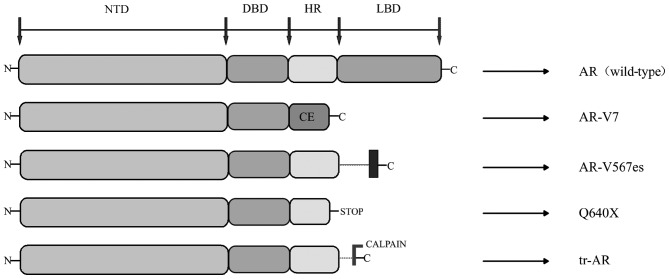 NTD DBD HR LBD
N C AR（wild-type）
N CE C AR-V7
N C AR-V567es
N STOP Q640X
CALPAIN
N C tr-AR